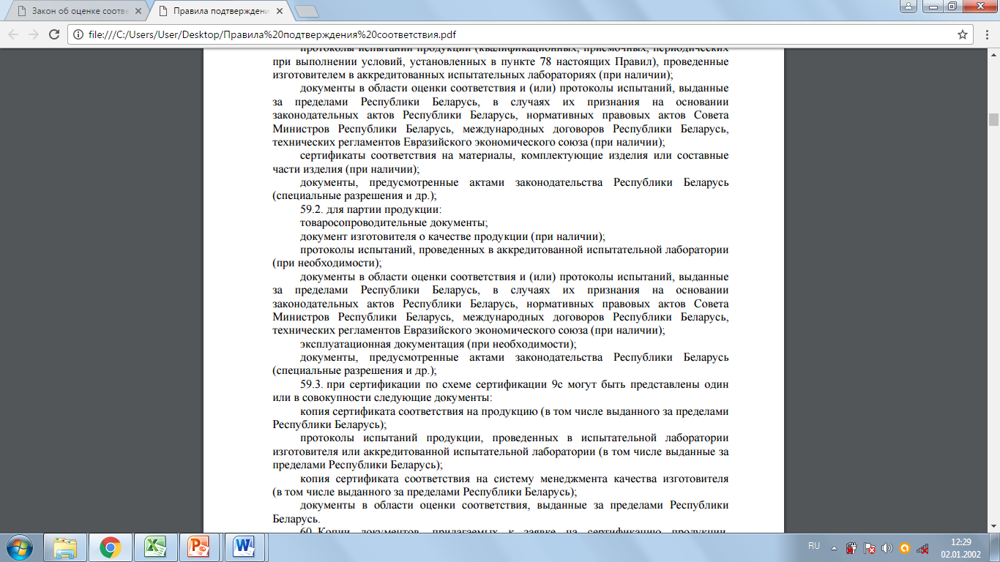 Закон об оценке соотве
Правила подтверждени
file:///C:/Users/User/Desktop/Правила%20подтверждения%20соответствия.pdf
протоколы испытаний продукции (квалификационных, приемочных, периодических
при выполнении условий, установленных в пункте 78 настоящих Правил), проведенные
изготовителем в аккредитованных испытательных лабораториях (при наличии);
документы в области оценки соответствия и (или) протоколы испытаний, выданные
за пределами Республики Беларусь, в случаях их признания на основании
законодательных актов Республики Беларусь, нормативных правовых актов Совета
Министров Республики Беларусь, международных договоров Республики Беларусь,
технических регламентов Евразийского экономического союза (при наличии);
сертификаты соответствия на материалы, комплектующие изделия или составные
части изделия (при наличии);
документы, предусмотренные актами законодательства Республики Беларусь
(специальные разрешения и др.);
59.2. для партии продукции:
товаросопроводительные документы;
документ изготовителя о качестве продукции (при наличии);
протоколы испытаний, проведенных в аккредитованной испытательной лаборатории
(при необходимости);
документы в области оценки соответствия и (или) протоколы испытаний, выданные
за пределами Республики Беларусь, в случаях их признания на основании
законодательных актов Республики Беларусь, нормативных правовых актов Совета
Министров Республики Беларусь, международных договоров Республики Беларусь,
технических регламентов Евразийского экономического союза (при наличии);
эксплуатационная документация (при необходимости);
документы, предусмотренные актами законодательства Республики Беларусь
(специальные разрешения и др.);
59.3. при сертификации по схеме сертификации 9с могут быть представлены один
или в совокупности следующие документы:
копия сертификата соответствия на продукцию (в том числе выданного за пределами
Республики Беларусь);
протоколы испытаний продукции, проведенных в испытательной лаборатории
изготовителя или аккредитованной испытательной лаборатории (в том числе выданные за
пределами Республики Беларусь);
копия сертификата соответствия на систему менеджмента качества изготовителя
(в том числе выданного за пределами Республики Беларусь);
документы в области оценки соответствия, выданные за пределами Республики
Беларусь.
60. Копии документов, прилагаемых к заявке на сертификацию продукции,
RU
12:29
02.01.2002